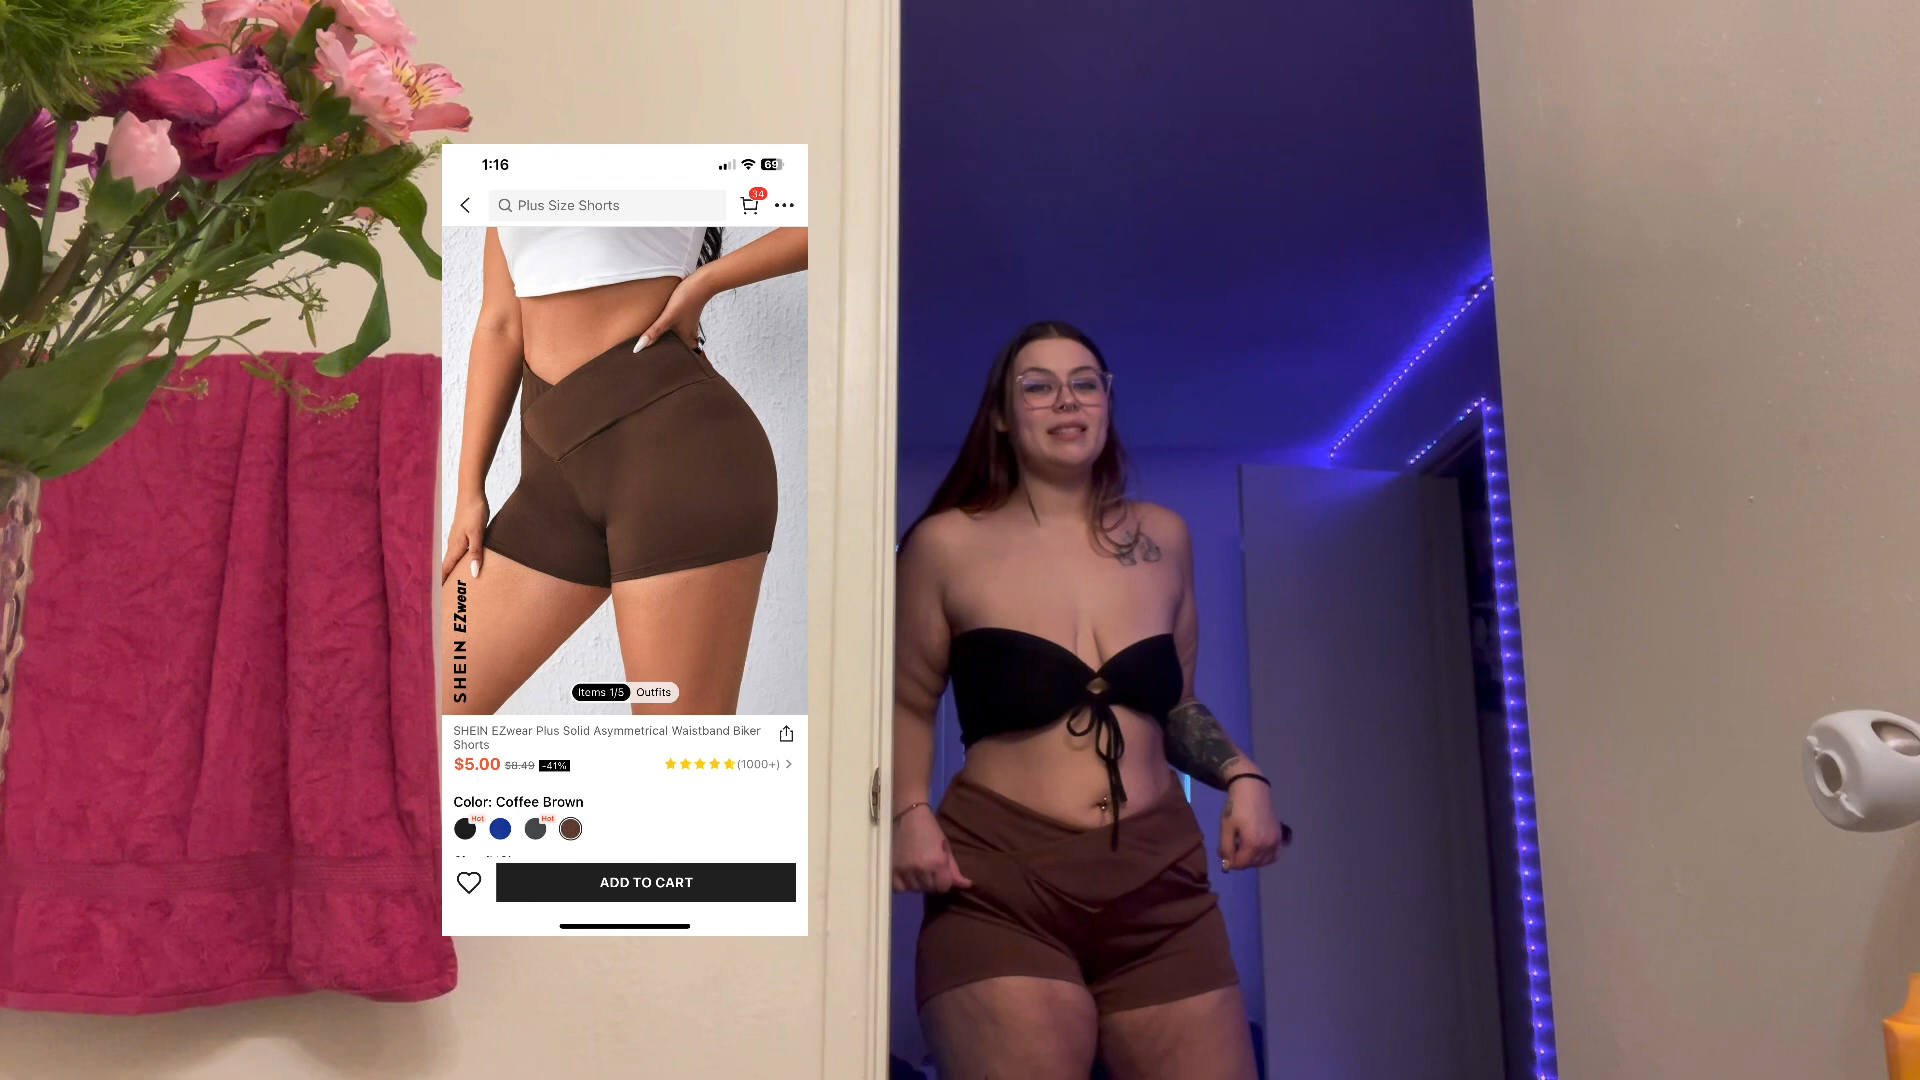 1:16
69
34
Plus Size Shorts
SHEIN EZwear
Items 1/5 Outfits
SHEIN EZwear Plus Solid Asymmetrical Waistband Biker
Shorts
$5.00 $8.49 -41% (1000+)
Color: Coffee Brown
Hot Hot
ADD TO CART